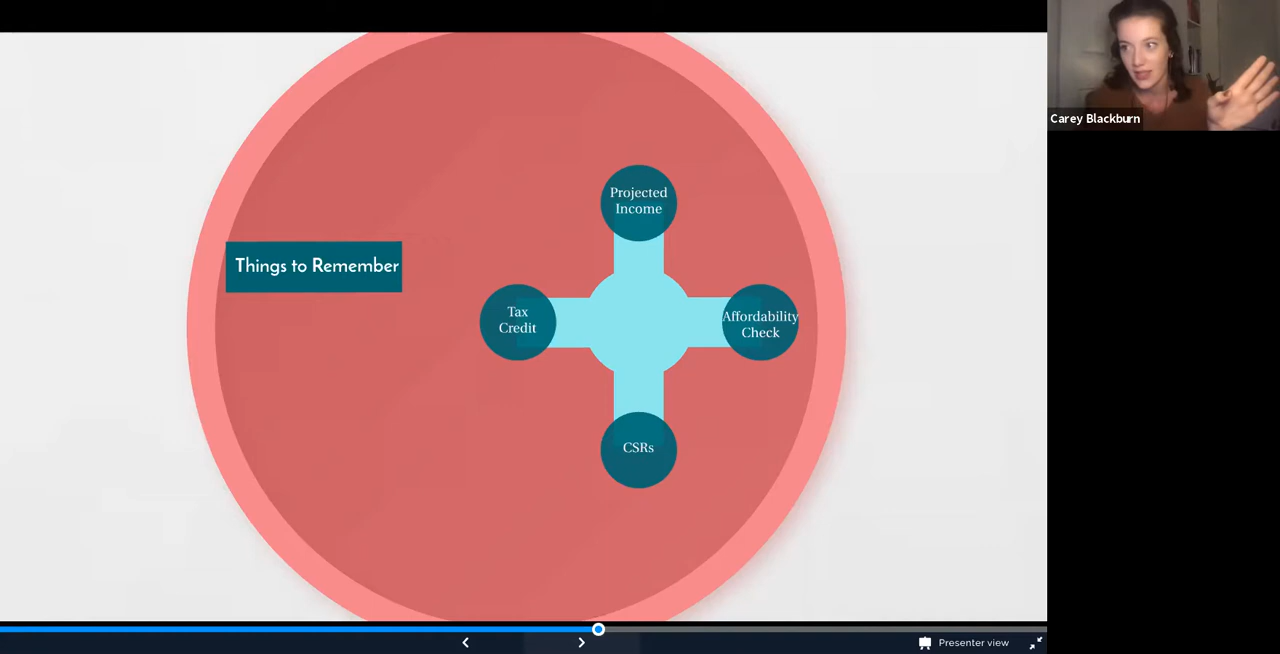 Carey Blackburn
Things to Remember
Projected
Income
Tax
Credit
Affordability
Check
CSRs
Presenter view